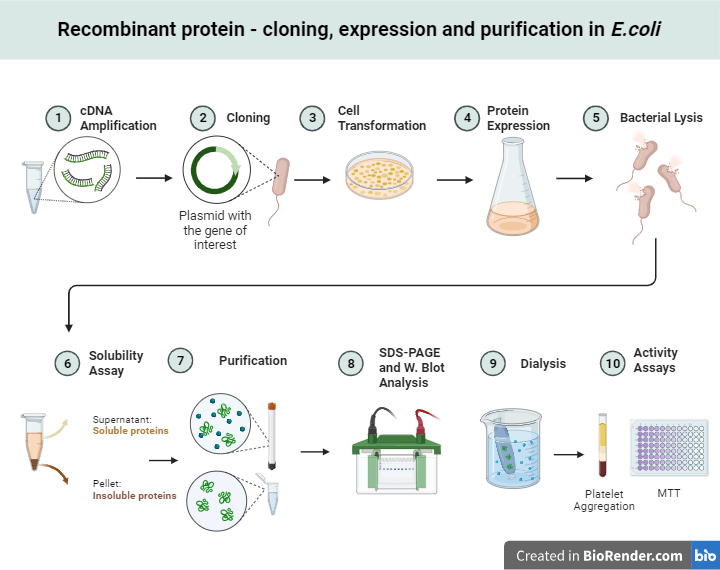 Recombinant protein - cloning, expression and purification in E.coli
1
cDNA
Amplification
2
Cloning
3
Cell
Transformation
4
Protein
Expression
5
Bacterial Lysis
Plasmid with
the gene of
interest
6
Solubility
Assay
7
Purification
8
SDS-PAGE
and W. Blot
Analysis
9
Dialysis
10
Activity
Assays
Supernatant:
Soluble proteins
Pellet:
Insoluble proteins
Platelet
Aggregation
MTT
Created in BioRender.com
bio